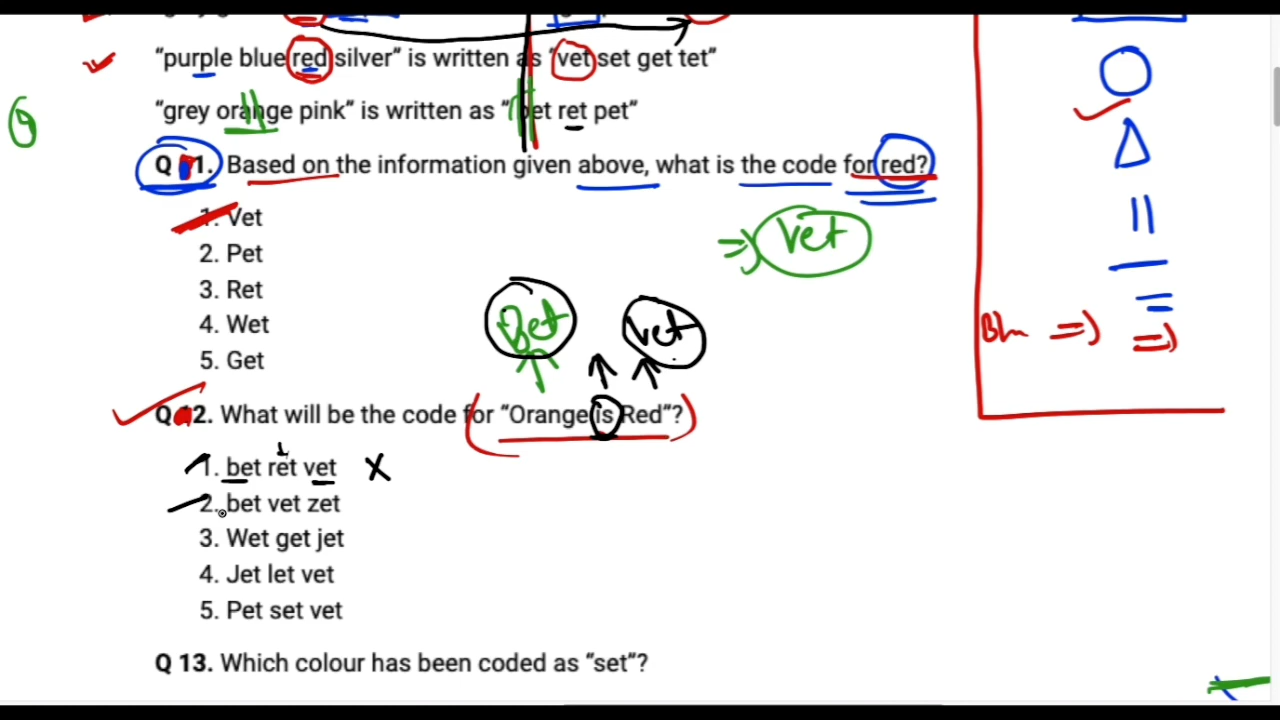 “purple blue red silver” is written as “vet set get tet”
“grey orange pink” is written as “bet ret pet”
Q 11. Based on the information given above, what is the code for red?
1. Vet
2. Pet
3. Ret
4. Wet
5. Get
=) Vet
Bet
vet
Q 12. What will be the code for “Orange is Red”?
1. bet ret vet X
2. bet vet zet
3. Wet get jet
4. Jet let vet
5. Pet set vet
Q 13. Which colour has been coded as “set”?